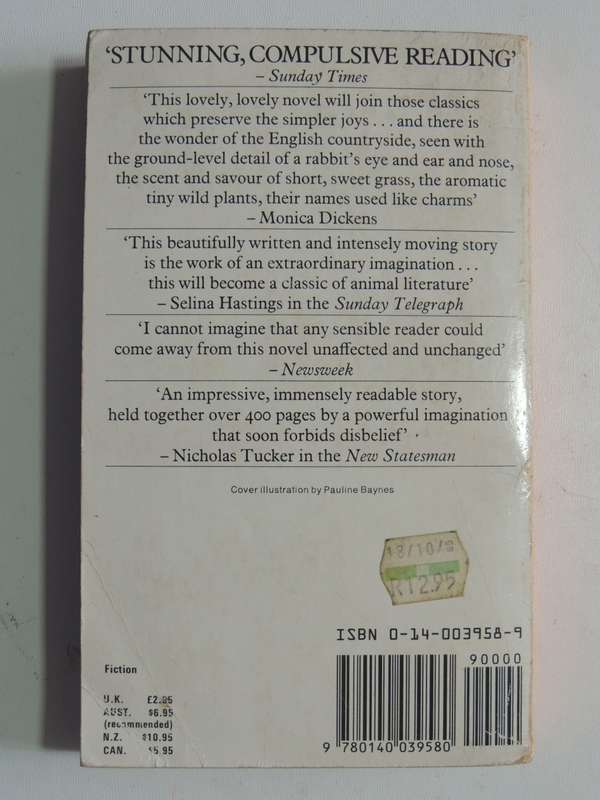 ‘STUNNING, COMPULSIVE READING’
– Sunday Times
‘This lovely, lovely novel will join those classics
which preserve the simpler joys . . . and there is
the wonder of the English countryside, seen with
the ground-level detail of a rabbit’s eye and ear and nose,
the scent and savour of short, sweet grass, the aromatic
tiny wild plants, their names used like charms’
– Monica Dickens
‘This beautifully written and intensely moving story
is the work of an extraordinary imagination . . .
this will become a classic of animal literature’
– Selina Hastings in the Sunday Telegraph
‘I cannot imagine that any sensible reader could
come away from this novel unaffected and unchanged’
– Newsweek
‘An impressive, immensely readable story,
held together over 400 pages by a powerful imagination
that soon forbids disbelief’
– Nicholas Tucker in the New Statesman
Cover illustration by Pauline Baynes
18/10/
R12.95
ISBN 0-14-003958-9
90000
9 780140 039580
Fiction
U.K. £2.95
AUST. $6.95
(recommended)
N.Z. $10.95
CAN. $5.95